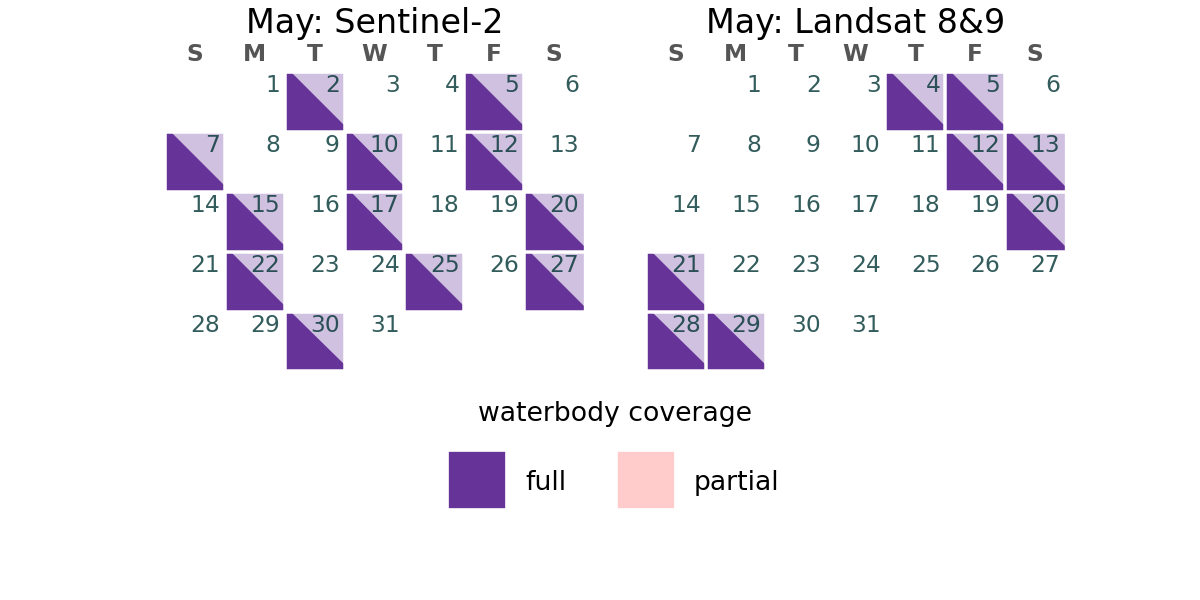 May: Sentinel-2
S M T W T F S
1 2 3 4 5 6
7 8 9 10 11 12 13
14 15 16 17 18 19 20
21 22 23 24 25 26 27
28 29 30 31
May: Landsat 8&9
S M T W T F S
1 2 3 4 5 6
7 8 9 10 11 12 13
14 15 16 17 18 19 20
21 22 23 24 25 26 27
28 29 30 31
waterbody coverage
full partial